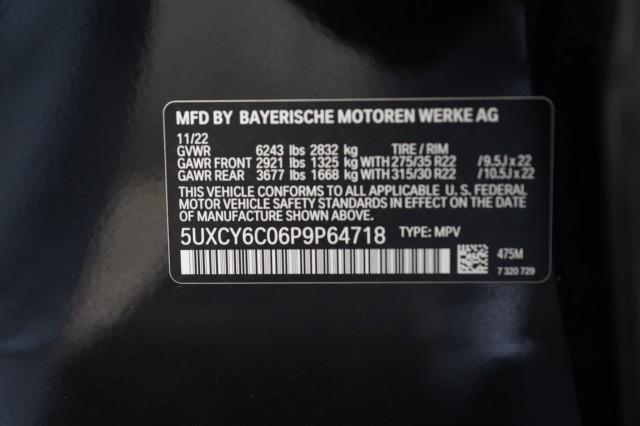 MFD BY BAYERISCHE MOTOREN WERKE AG
11/22
GVWR 6243 lbs 2832 kg TIRE / RIM
GAWR FRONT 2921 lbs 1325 kg WITH 275/35 R22 /9.5J x 22
GAWR REAR 3677 lbs 1668 kg WITH 315/30 R22 /10.5J x 22
THIS VEHICLE CONFORMS TO ALL APPLICABLE U. S. FEDERAL
MOTOR VEHICLE SAFETY STANDARDS IN EFFECT ON THE DATE
OF MANUFACTURE SHOWN ABOVE.
5UXCY6C06P9P64718 TYPE: MPV
475M
7 320 729